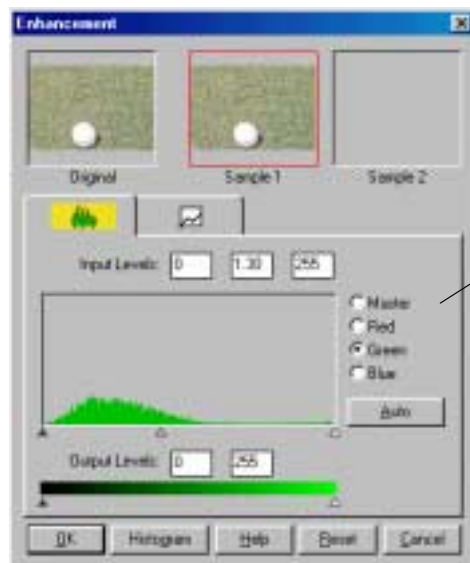 Enhancement
Original Sample 1 Sample 2
Input Levels: 0 1.30 255
Master
Red
Green
Blue
Auto
Output Levels: 0 255
OK Histogram Help Reset Cancel